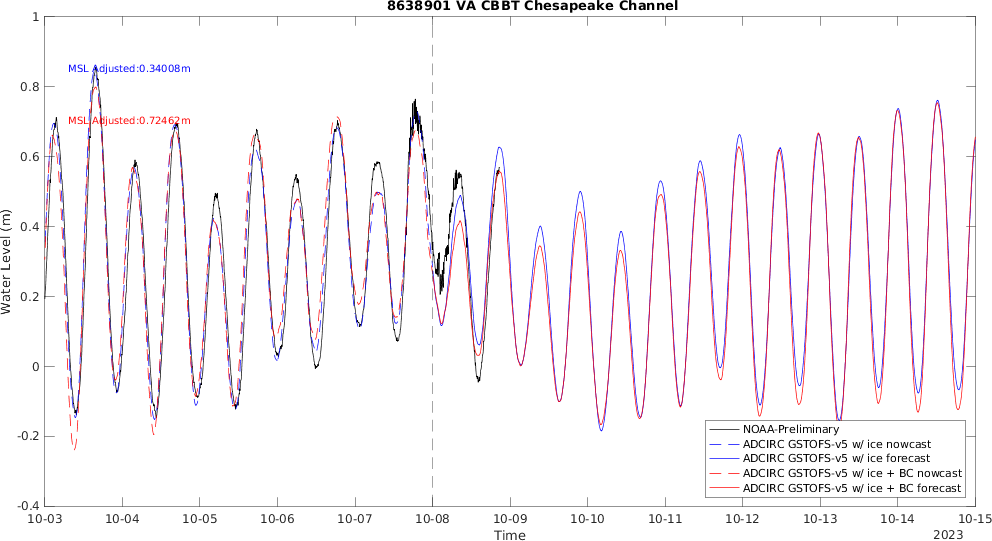 8638901 VA CBBT Chesapeake Channel
1
0.8
0.6
0.4
0.2
0
-0.2
-0.4
Water Level (m)
MSL Adjusted:0.34008m
MSL Adjusted:0.72462m
NOAA-Preliminary
ADCIRC GSTOFS-v5 w/ ice nowcast
ADCIRC GSTOFS-v5 w/ ice forecast
ADCIRC GSTOFS-v5 w/ ice + BC nowcast
ADCIRC GSTOFS-v5 w/ ice + BC forecast
10-03 10-04 10-05 10-06 10-07 10-08 10-09 10-10 10-11 10-12 10-13 10-14 10-15
Time
2023